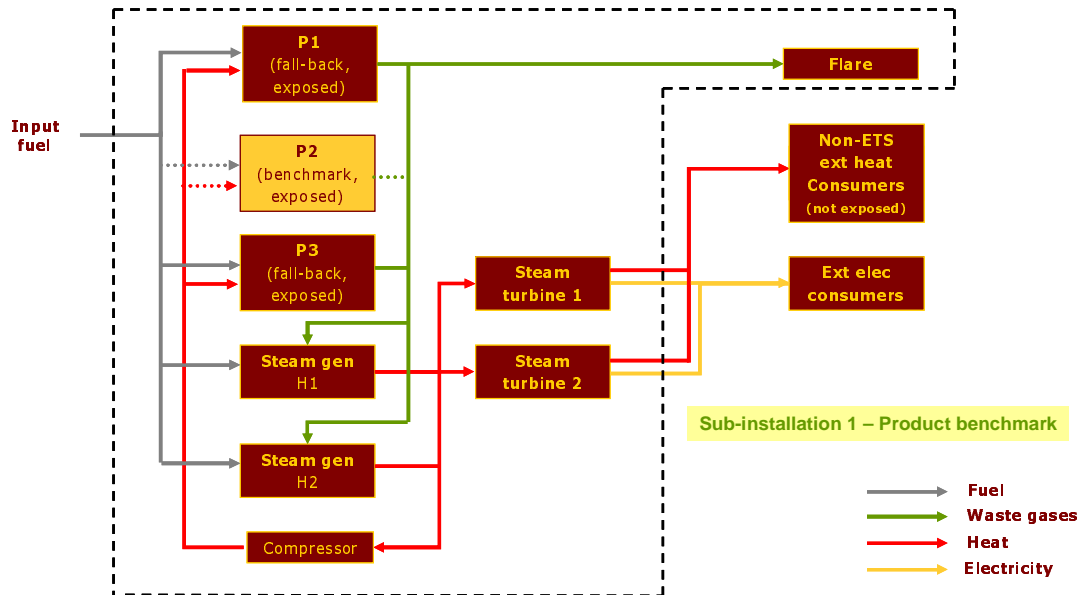 P1
(fall-back,
exposed)
Flare
Input
fuel
P2
(benchmark,
exposed)
Non-ETS
ext heat
Consumers
(not exposed)
P3
(fall-back,
exposed)
Steam
turbine 1
Ext elec
consumers
Steam gen
H1
Steam
turbine 2
Sub-installation 1 – Product benchmark
Steam gen
H2
Compressor
Fuel
Waste gases
Heat
Electricity